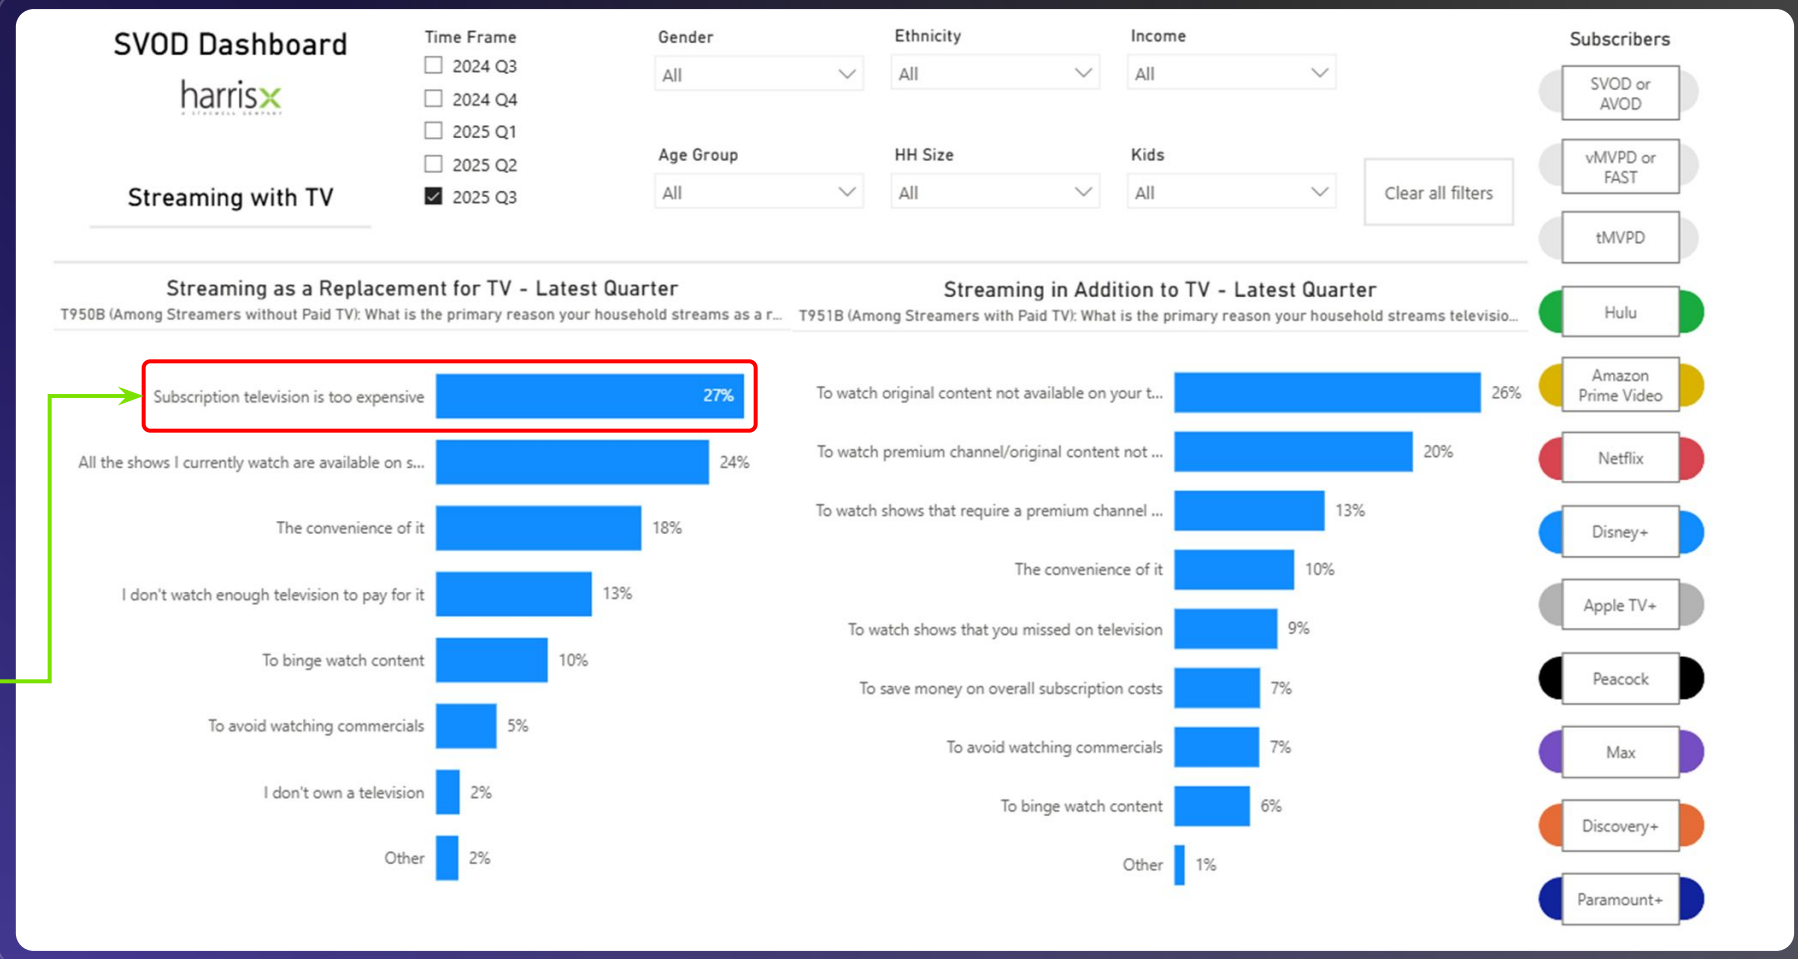 SVOD Dashboard
harrisx
A STAGWELL COMPANY
Streaming with TV
Time Frame
2024 Q3
2024 Q4
2025 Q1
2025 Q2
2025 Q3
Gender
All
Ethnicity
All
Income
All
Age Group
All
HH Size
All
Kids
All
Clear all filters
Streaming as a Replacement for TV - Latest Quarter
T950B (Among Streamers without Paid TV): What is the primary reason your household streams as a r...
Subscription television is too expensive 27%
All the shows I currently watch are available on s... 24%
The convenience of it 18%
I don't watch enough television to pay for it 13%
To binge watch content 10%
To avoid watching commercials 5%
I don't own a television 2%
Other 2%
Streaming in Addition to TV - Latest Quarter
T951B (Among Streamers with Paid TV): What is the primary reason your household streams televisio...
To watch original content not available on your t... 26%
To watch premium channel/original content not ... 20%
To watch shows that require a premium channel ... 13%
The convenience of it 10%
To watch shows that you missed on television 9%
To save money on overall subscription costs 7%
To avoid watching commercials 7%
To binge watch content 6%
Other 1%
Subscribers
SVOD or
AVOD
vMVPD or
FAST
tMVPD
Hulu
Amazon
Prime Video
Netflix
Disney+
Apple TV+
Peacock
Max
Discovery+
Paramount+